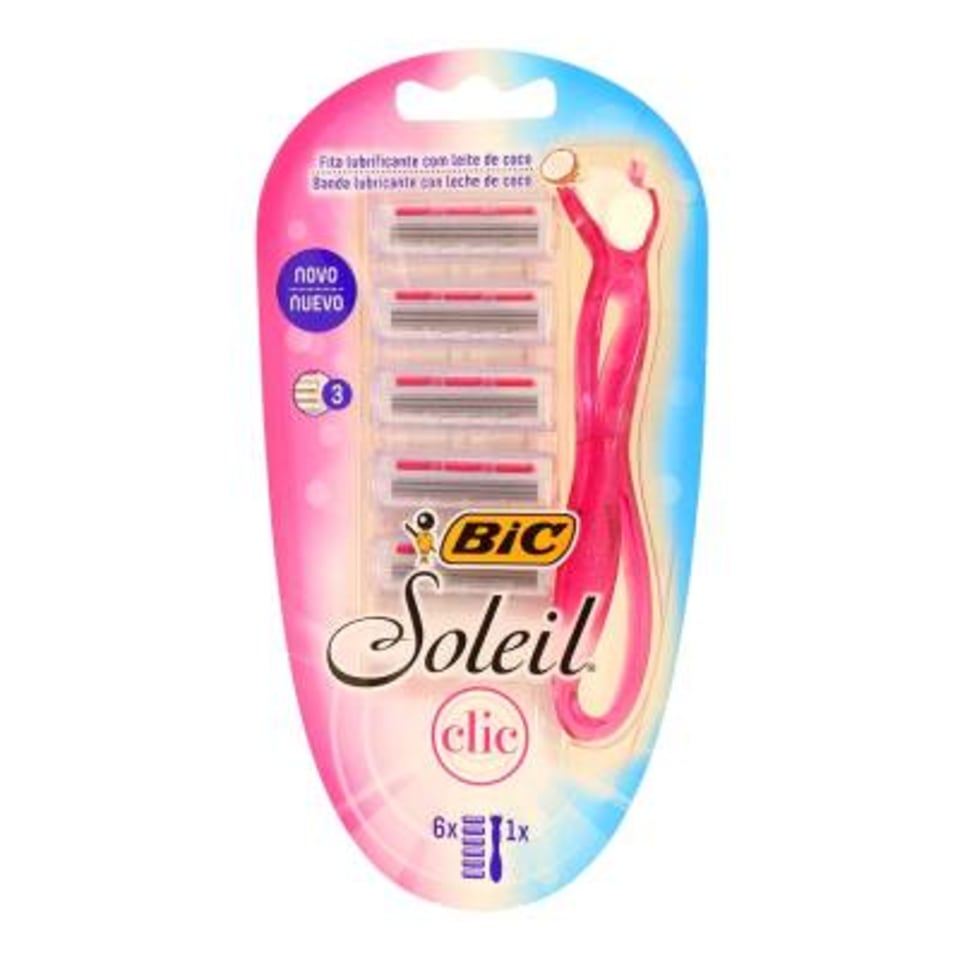 Fita lubrificante com leite de coco
Banda lubricante con leche de coco
novo
nuevo
3
BiC
Soleil
clic
6x 1x